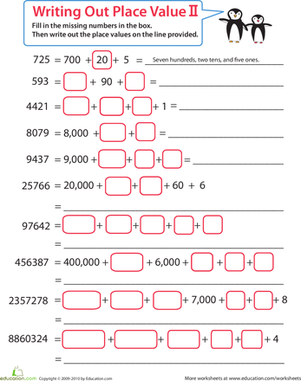 Writing Out Place Value II
Fill in the missing numbers in the box.
Then write out the place values on the line provided.
725 = 700 + 20 + 5 = Seven hundreds, two tens, and five ones.
593 = + 90 + =
4421 = + + + 1 =
8079 = 8,000 + + =
9437 = 9,000 + + + =
25766 = 20,000 + + + 60 + 6
=
97642 = + + + +
=
456387 = 400,000 + + 6,000 + + +
=
2357278 = + + + 7,000 + + + 8
=
8860324 = + + + + + 4
=
education.com
Copyright © 2009-2010 by Education.com
More worksheets at www.education.com/worksheets